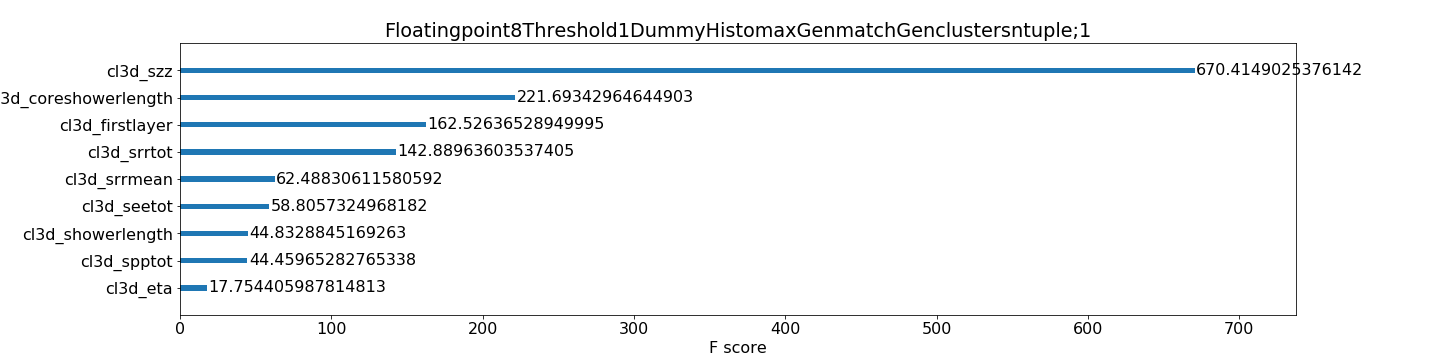 Floatingpoint8Threshold1DummyHistomaxGenmatchGenclustersntuple;1
cl3d_szz 670.4149025376142
3d_coreshowerlength 221.69342964644903
cl3d_firstlayer 162.52636528949995
cl3d_srrtot 142.88963603537405
cl3d_srrmean 62.48830611580592
cl3d_seetot 58.8057324968182
cl3d_showerlength 44.8328845169263
cl3d_spptot 44.45965282765338
cl3d_eta 17.754405987814813
0 100 200 300 400 500 600 700
F score